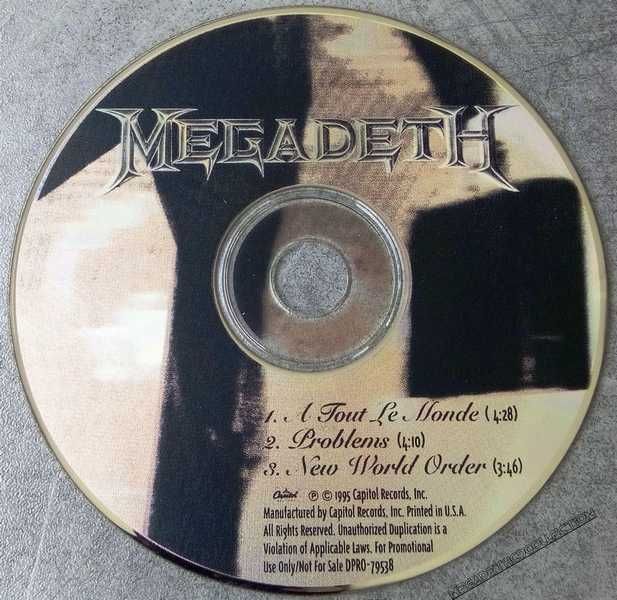 MEGADETH
1. A Tout Le Monde (4:28)
2. Problems (4:10)
3. New World Order (3:46)
Capitol ℗ © 1995 Capitol Records, Inc.
Manufactured by Capitol Records, Inc. Printed in U.S.A.
All Rights Reserved. Unauthorized Duplication is a
Violation of Applicable Laws. For Promotional
Use Only/Not For Sale DPRO-79538